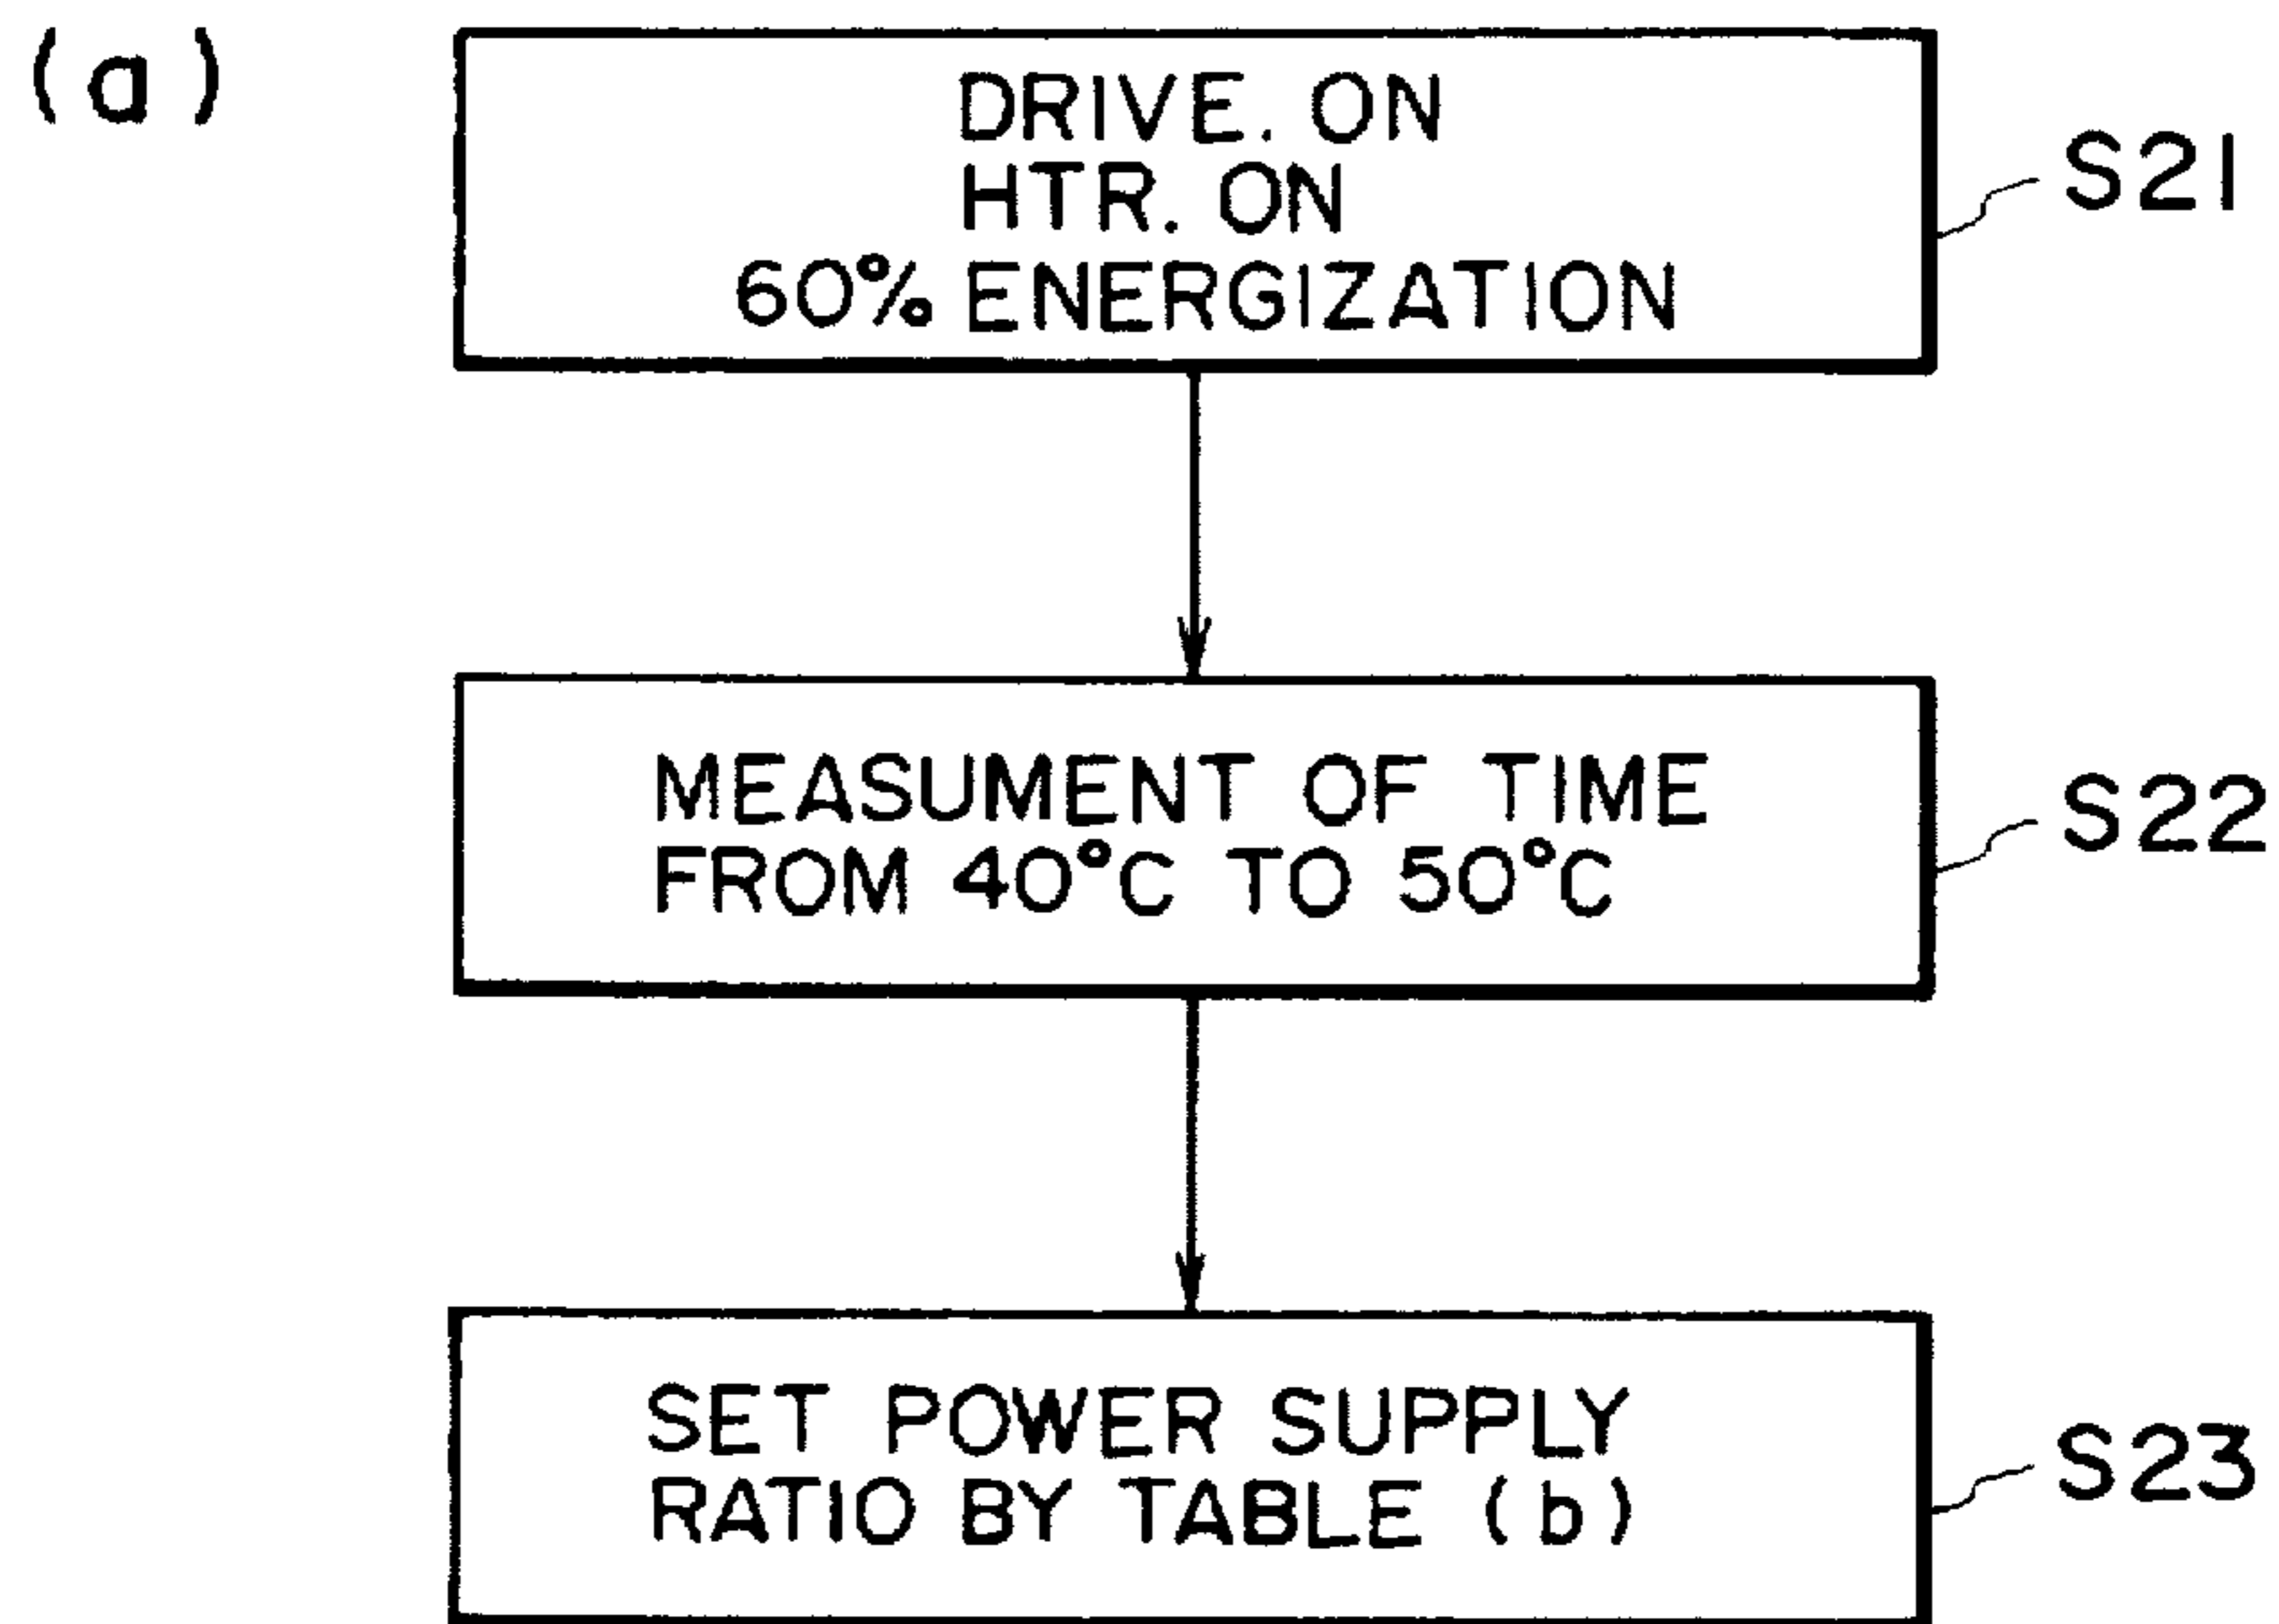 (a)
DRIVE. ON
HTR. ON
60% ENERGIZATION
S21
MEASUMENT OF TIME
FROM 40°C TO 50°C
S22
SET POWER SUPPLY
RATIO BY TABLE (b)
S23